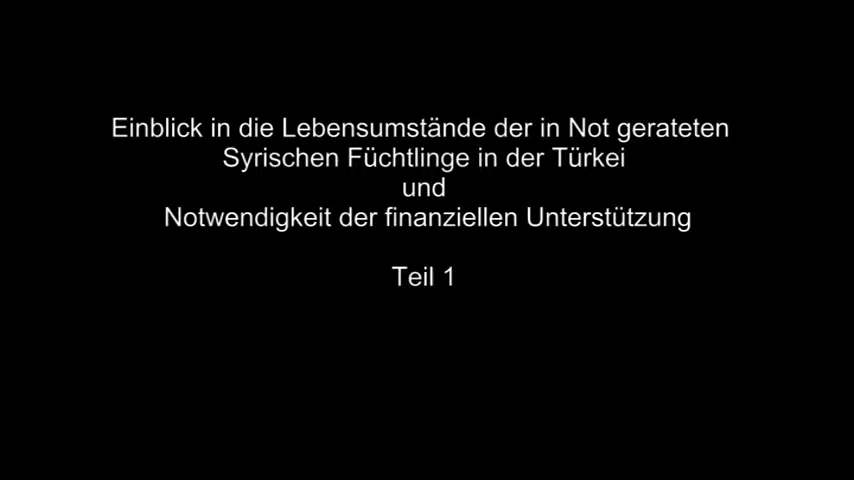 Einblick in die Lebensumstände der in Not gerateten
Syrischen Füchtlinge in der Türkei
und
Notwendigkeit der finanziellen Unterstützung
Teil 1